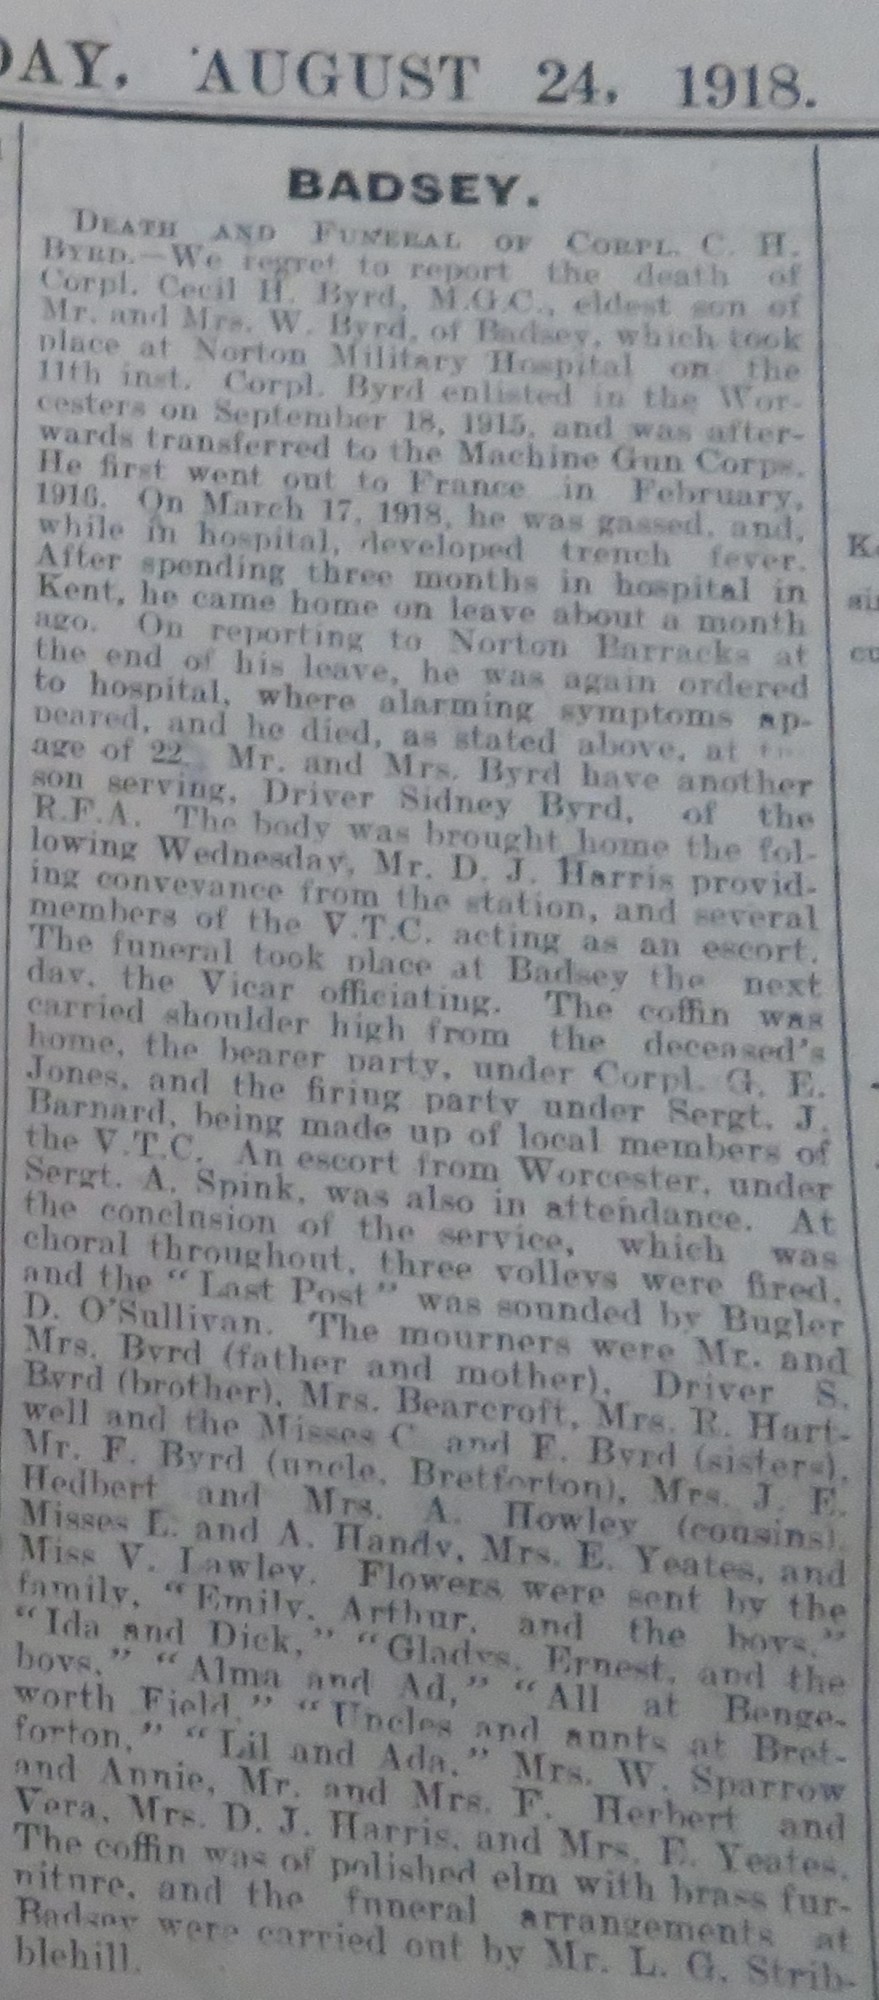 DAY, AUGUST 24, 1918.
BADSEY.
DEATH AND FUNERAL OF CORPL. C. H.
BYRD.—We regret to report the death of
Corpl. Cecil H. Byrd, M.G.C., eldest son of
Mr. and Mrs. W. Byrd, of Badsey, which took
place at Norton Military Hospital on the
11th inst. Corpl. Byrd enlisted in the Wor-
cesters on September 18, 1915, and was after-
wards transferred to the Machine Gun Corps.
He first went out to France in February,
1916. On March 17, 1918, he was gassed, and,
while in hospital, developed trench fever.
After spending three months in hospital in
Kent, he came home on leave about a month
ago. On reporting to Norton Barracks at
the end of his leave, he was again ordered
to hospital, where alarming symptoms ap-
peared, and he died, as stated above, at the
age of 22. Mr. and Mrs. Byrd have another
son serving, Driver Sidney Byrd, of the
R.F.A. The body was brought home the fol-
lowing Wednesday, Mr. D. J. Harris provid-
ing conveyance from the station, and several
members of the V.T.C. acting as an escort.
The funeral took place at Badsey the next
day, the Vicar officiating. The coffin was
carried shoulder high from the deceased's
home, the bearer party, under Corpl. G. E.
Jones, and the firing party under Sergt. J.
Barnard, being made up of local members of
the V.T.C. An escort from Worcester, under
Sergt. A. Spink, was also in attendance. At
the conclusion of the service, which was
choral throughout, three volleys were fired,
and the "Last Post" was sounded by Bugler
D. O'Sullivan. The mourners were Mr. and
Mrs. Byrd (father and mother), Driver S.
Byrd (brother), Mrs. Bearcroft, Mrs. R. Hart-
well and the Misses C. and E. Byrd (sisters),
Mr. F. Byrd (uncle, Bretforton), Mrs. J. E.
Hedbert and Mrs. A. Howley (cousins),
Misses L. and A. Handy, Mrs. E. Yeates, and
Miss V. Lawley. Flowers were sent by the
family, "Emily, Arthur, and the boys,"
"Ida and Dick," "Gladys, Ernest, and the
boys," "Alma and Ad," "All at Benge-
worth Field," "Uncles and aunts at Bret-
forton," "Lil and Ada," Mrs. W. Sparrow
and Annie, Mr. and Mrs. F. Herbert and
Vera, Mrs. D. J. Harris, and Mrs. E. Yeates.
The coffin was of polished elm with brass fur-
niture, and the funeral arrangements at
Badsey were carried out by Mr. L. G. Strib-
blehill.